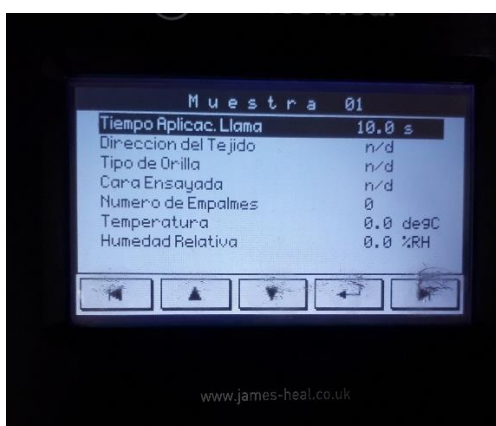 Muestra 01
Tiempo Aplicac. Llama 10.0 s
Direccion del Tejido n/d
Tipo de Orilla n/d
Cara Ensayada n/d
Numero de Empalmes 0
Temperatura 0.0 degC
Humedad Relativa 0.0 %RH
www.james-heal.co.uk